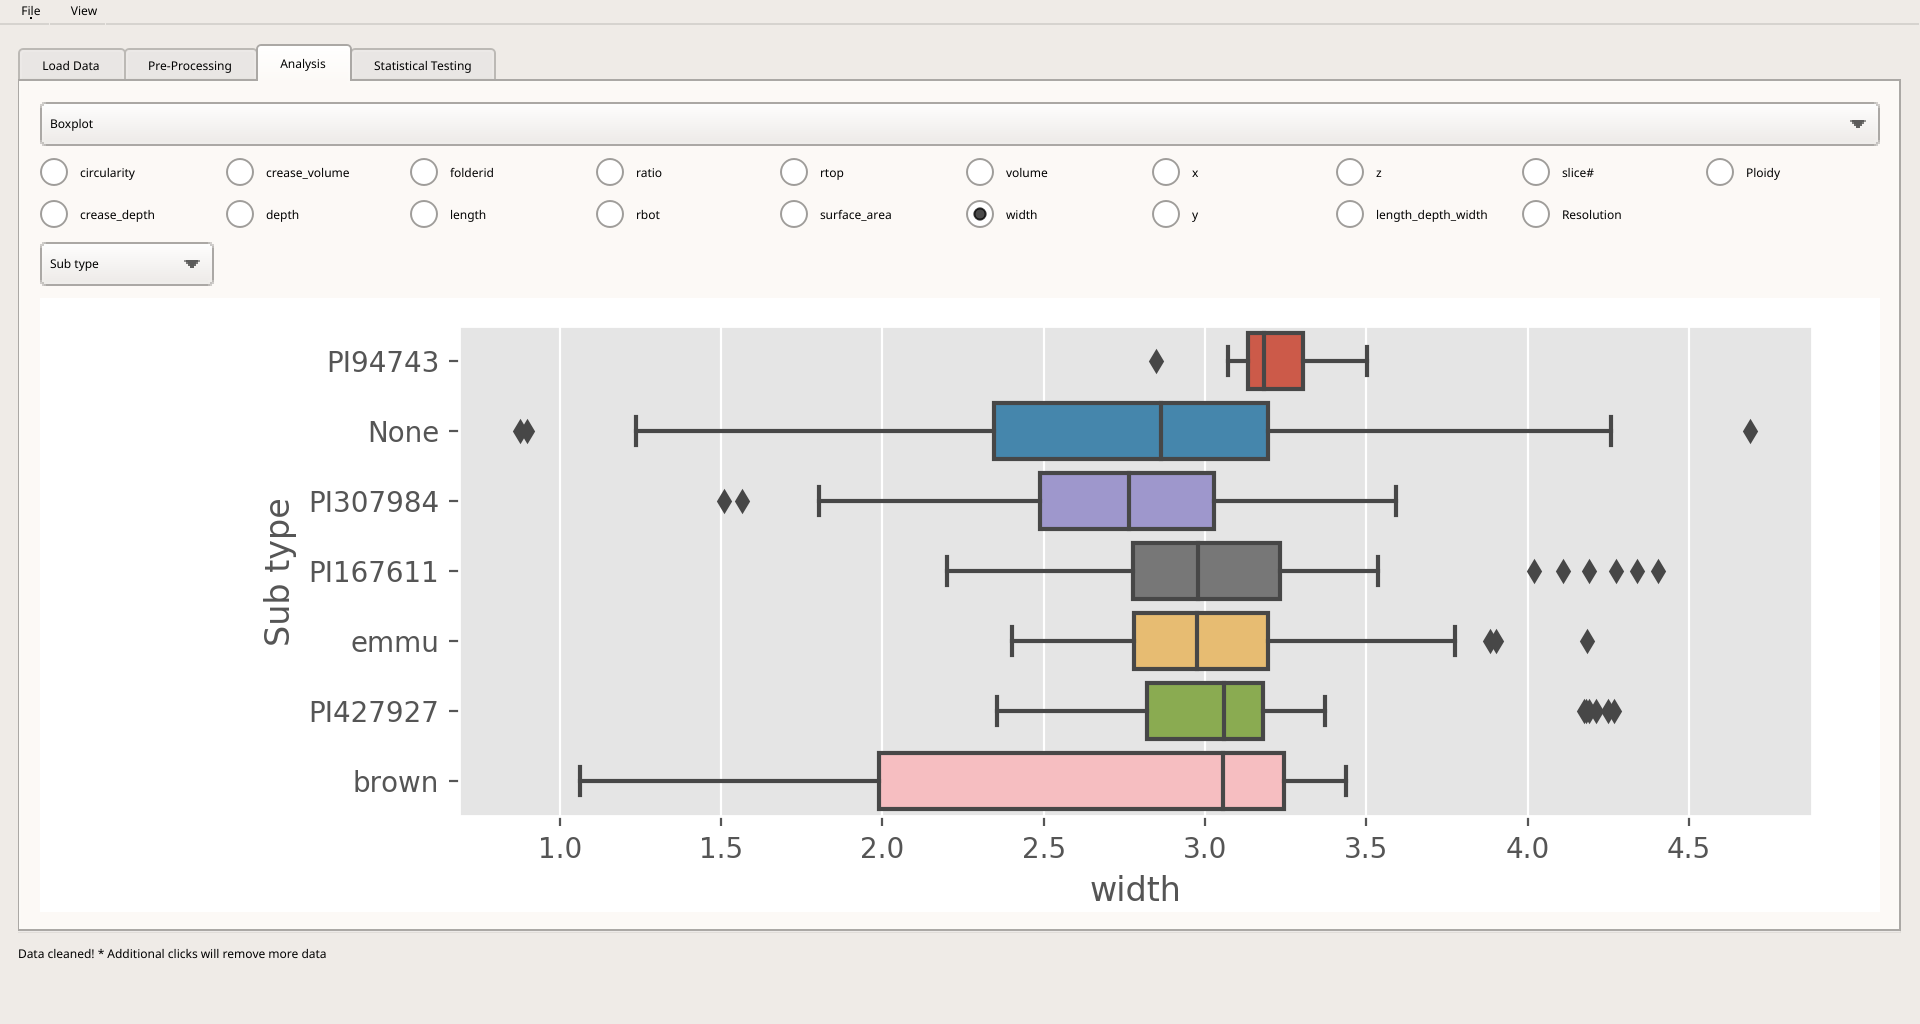 File View
Load Data Pre-Processing Analysis Statistical Testing
Boxplot
circularity crease_volume folderid ratio rtop volume x z slice# Ploidy
crease_depth depth length rbot surface_area width y length_depth_width Resolution
Sub type
PI94743
None
PI307984
PI167611
emmu
PI427927
brown
Sub type
1.0 1.5 2.0 2.5 3.0 3.5 4.0 4.5
width
Data cleaned! * Additional clicks will remove more data